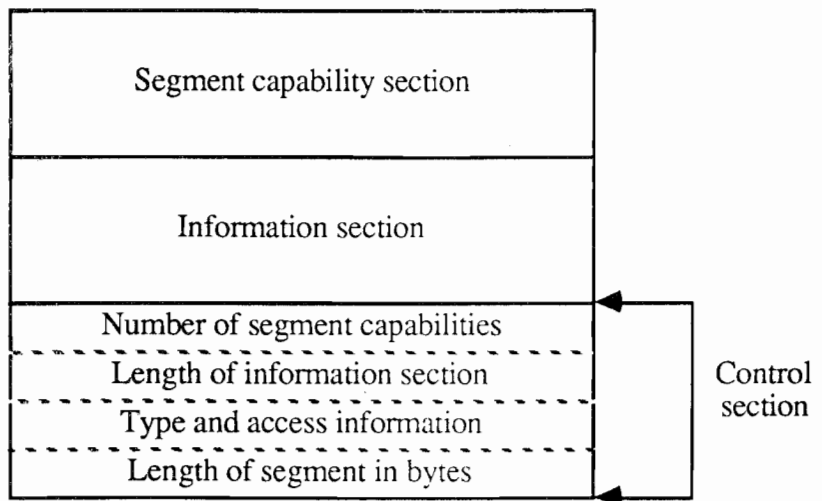 Segment capability section
Information section
Number of segment capabilities
Length of information section
Type and access information
Length of segment in bytes
Control
section